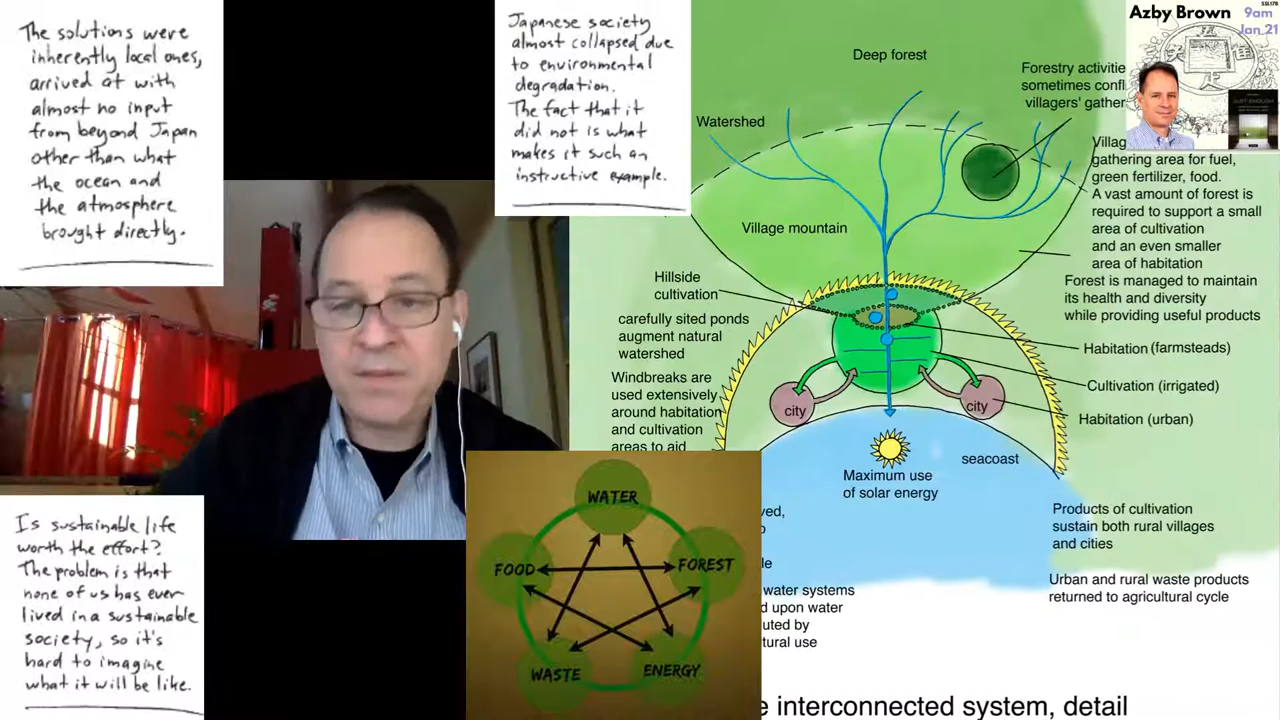 The solutions were
inherently local ones,
arrived at with
almost no input
from beyond Japan
other than what
the ocean and
the atmosphere
brought directly.
Japanese society
almost collapsed due
to environmental
degradation.
The fact that it
did not is what
makes it such an
instructive example.
Is sustainable life
worth the effort?
The problem is that
none of us has ever
lived in a sustainable
society, so it's
hard to imagine
what it will be like.
WATER
FOOD
FOREST
WASTE
ENERGY
Deep forest
Watershed
Village mountain
Hillside
cultivation
carefully sited ponds
augment natural
watershed
Windbreaks are
used extensively
around habitation
and cultivation
areas to aid
city
city
Maximum use
of solar energy
seacoast
Forestry activitie
sometimes confl
villagers' gather
Villag
gathering area for fuel,
green fertilizer, food.
A vast amount of forest is
required to support a small
area of cultivation
and an even smaller
area of habitation
Forest is managed to maintain
its health and diversity
while providing useful products
Habitation (farmsteads)
Cultivation (irrigated)
Habitation (urban)
Products of cultivation
sustain both rural villages
and cities
Urban and rural waste products
returned to agricultural cycle
ved,
o
le
water systems
d upon water
uted by
tural use
e interconnected system, detail
Azby Brown
9am
Jan 21
SSL178
JUST ENOUGH